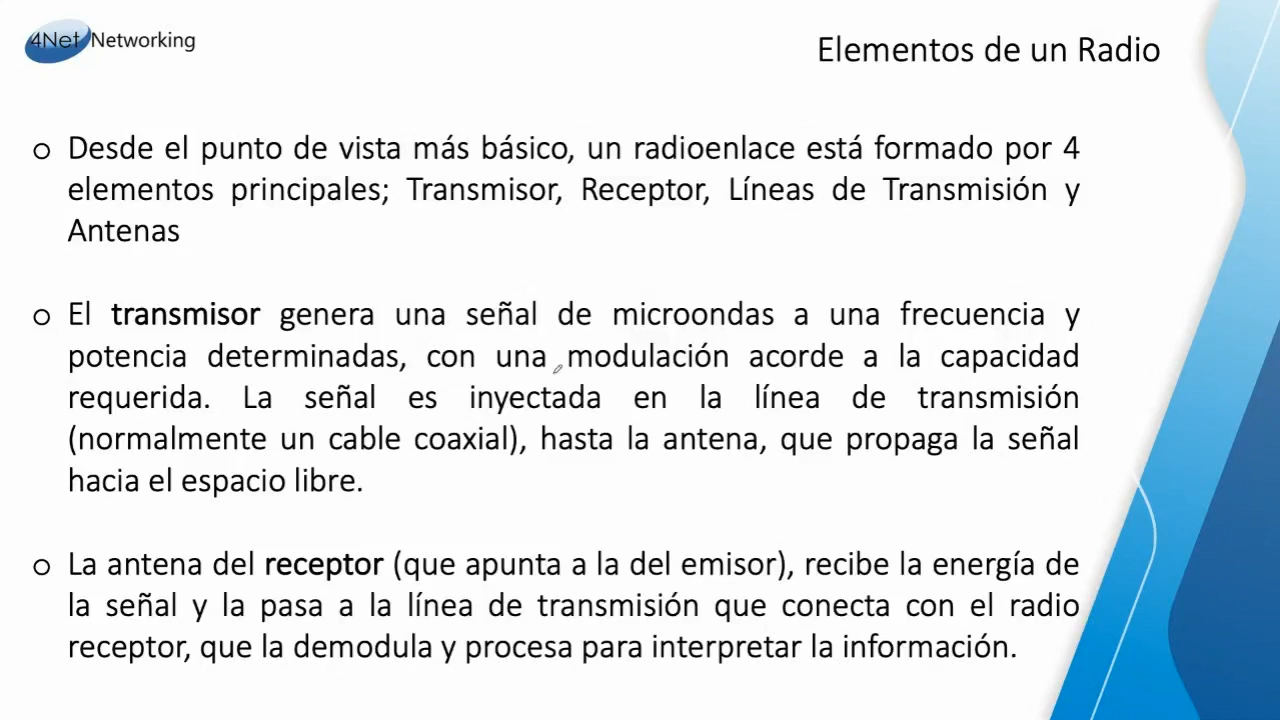 4Net Networking
Elementos de un Radio
o Desde el punto de vista más básico, un radioenlace está formado por 4
elementos principales; Transmisor, Receptor, Líneas de Transmisión y
Antenas
o El transmisor genera una señal de microondas a una frecuencia y
potencia determinadas, con una modulación acorde a la capacidad
requerida. La señal es inyectada en la línea de transmisión
(normalmente un cable coaxial), hasta la antena, que propaga la señal
hacia el espacio libre.
o La antena del receptor (que apunta a la del emisor), recibe la energía de
la señal y la pasa a la línea de transmisión que conecta con el radio
receptor, que la demodula y procesa para interpretar la información.